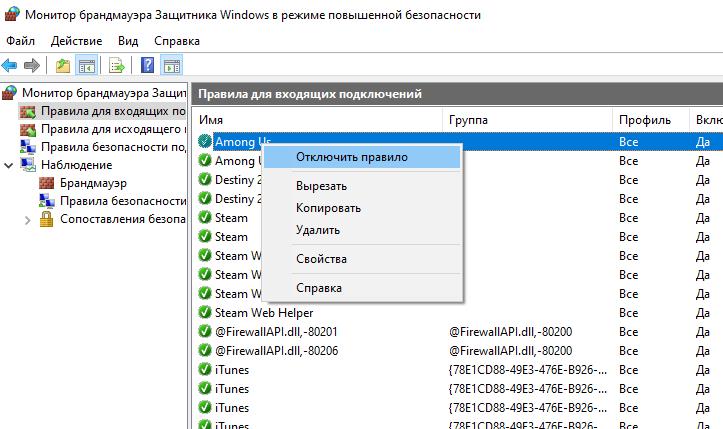 Монитор брандмауэра Защитника Windows в режиме повышенной безопасности
Файл Действие Вид Справка
Монитор брандмауэра Защит
Правила для входящих по
Правила для исходящего
Правила безопасности по
Наблюдение
Брандмауэр
Правила безопасности
Сопоставления безопа
Правила для входящих подключений
Имя Группа Профиль Вклю
Among Us Все Да
Among U Все Да
Destiny 2 Все Да
Destiny 2 Все Да
Steam Все Да
Steam Все Да
Steam W Все Да
Steam W Все Да
Steam Web Helper Все Да
Steam Web Helper Все Да
@FirewallAPI.dll,-80201 @FirewallAPI.dll,-80200 Все Да
@FirewallAPI.dll,-80206 @FirewallAPI.dll,-80200 Все Да
iTunes {78E1CD88-49E3-476E-B926-... Все Да
iTunes {78E1CD88-49E3-476E-B926-... Все Да
iTunes {78E1CD88-49E3-476E-B926-... Все Да
iTunes {78E1CD88-49E3-476E-B926-... Все Да
Отключить правило
Вырезать
Копировать
Удалить
Свойства
Справка